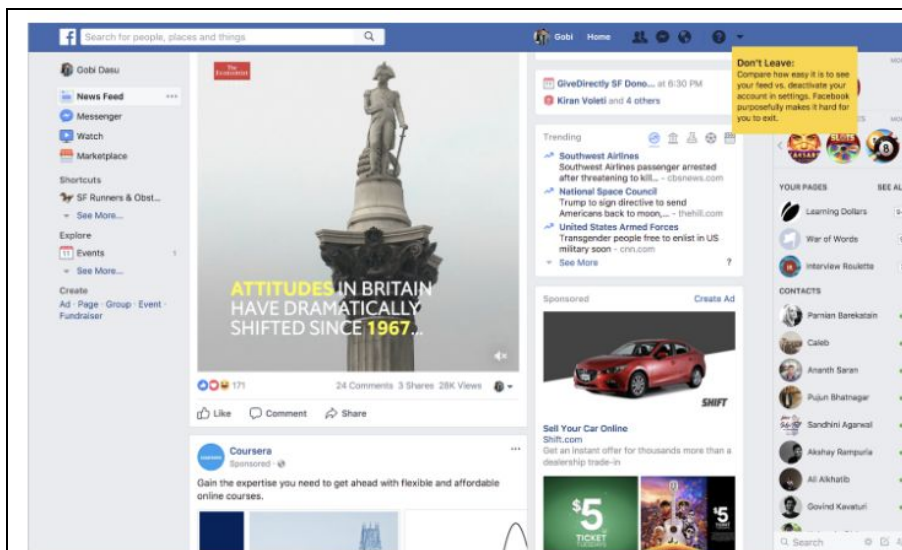 Search for people, places and things
Gobi
Home
Don't Leave:
Compare how easy it is to see
your feed vs. deactivate your
account in settings. Facebook
purposefully makes it hard for
you to exit.
Gobi Dasu
News Feed
Messenger
Watch
Marketplace
Shortcuts
SF Runners & Obst...
See More...
Explore
Events 1
See More...
Create
Ad · Page · Group · Event ·
Fundraiser
The
Economist
ATTITUDES IN BRITAIN
HAVE DRAMATICALLY
SHIFTED SINCE 1967...
171
24 Comments 3 Shares 28K Views
Like Comment Share
Coursera
Sponsored ·
Gain the expertise you need to get ahead with flexible and affordable
online courses.
GiveDirectly SF Dono... at 6:30 PM
Kiran Voleti and 4 others
Trending
Southwest Airlines
Southwest Airlines passenger arrested
after threatening to kill... - cbsnews.com
National Space Council
Trump to sign directive to send
Americans back to moon,... - thehill.com
United States Armed Forces
Transgender people free to enlist in US
military soon - cnn.com
See More ?
Sponsored Create Ad
SHIFT
Sell Your Car Online
Shift.com
Get an instant offer for thousands more than a
dealership trade-in
$5
TICKET
TUESDAYS
$5
SLOTS
8
YOUR PAGES SEE AL
Learning Dollars
War of Words
Interview Roulette
CONTACTS
Parnian Barekatain
Caleb
Ananth Saran
Pujun Bhatnagar
Sandhini Agarwal
Akshay Rampuria
Ali Alkhatib
Govind Kavaturi
Search